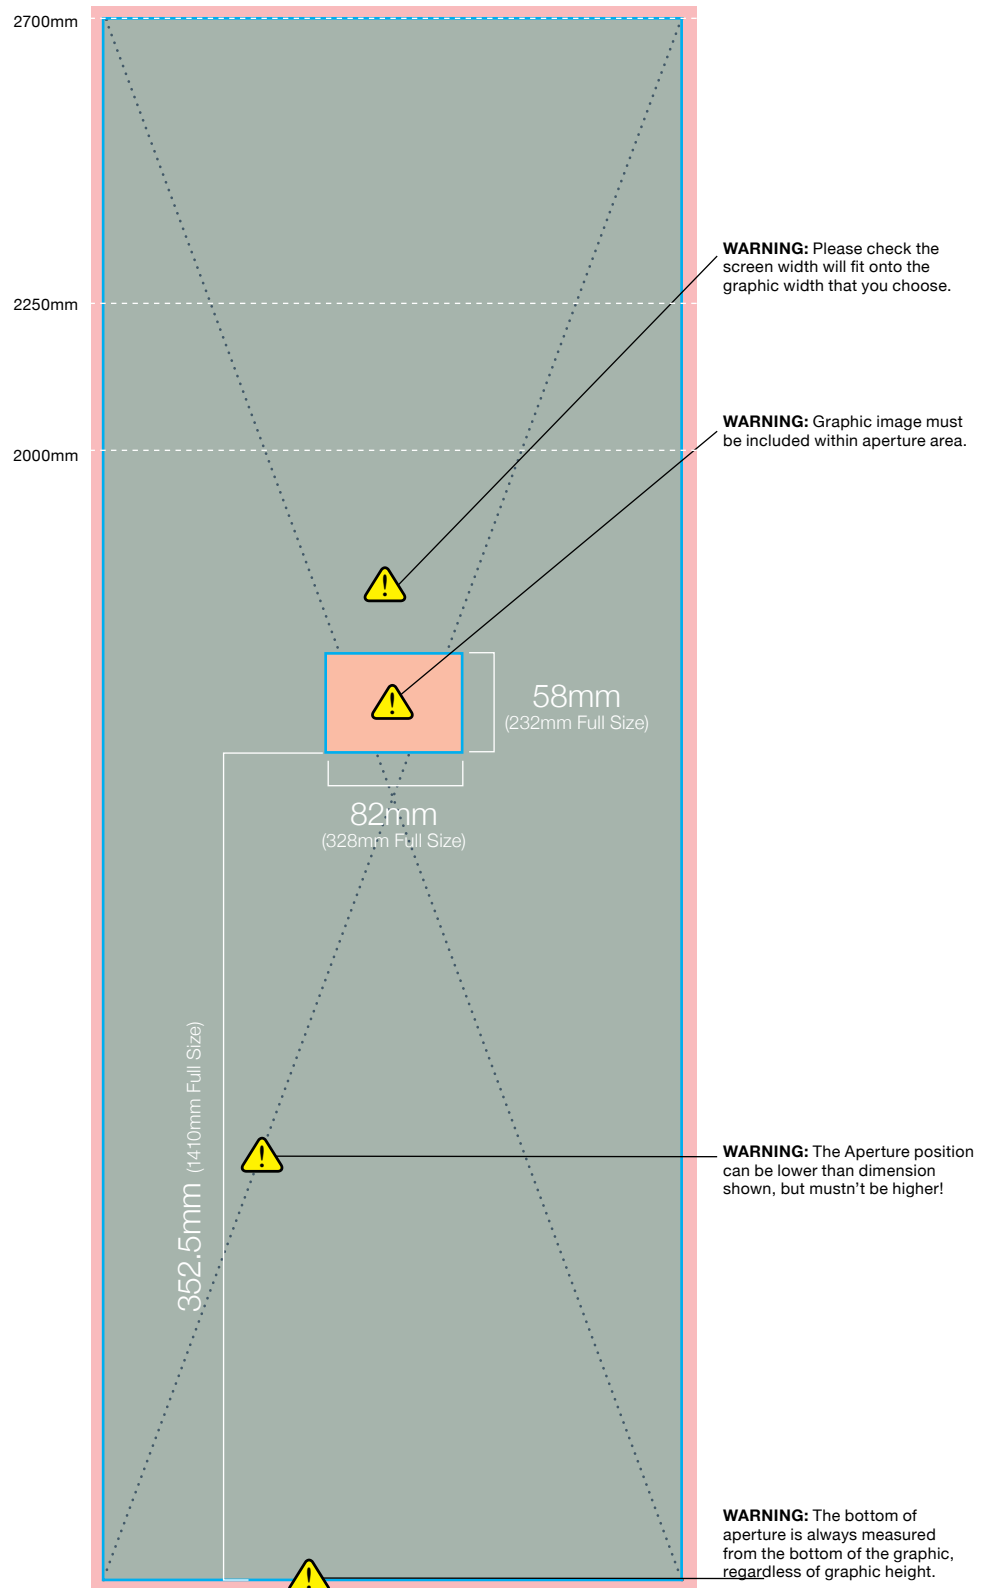 2700mm
WARNING: Please check the
screen width will fit onto the
graphic width that you choose.
2250mm
WARNING: Graphic image must
be included within aperture area.
2000mm
58mm
(232mm Full Size)
82mm
(328mm Full Size)
352.5mm (1410mm Full Size)
WARNING: The Aperture position
can be lower than dimension
shown, but mustn’t be higher!
WARNING: The bottom of
aperture is always measured
from the bottom of the graphic,
regardless of graphic height.